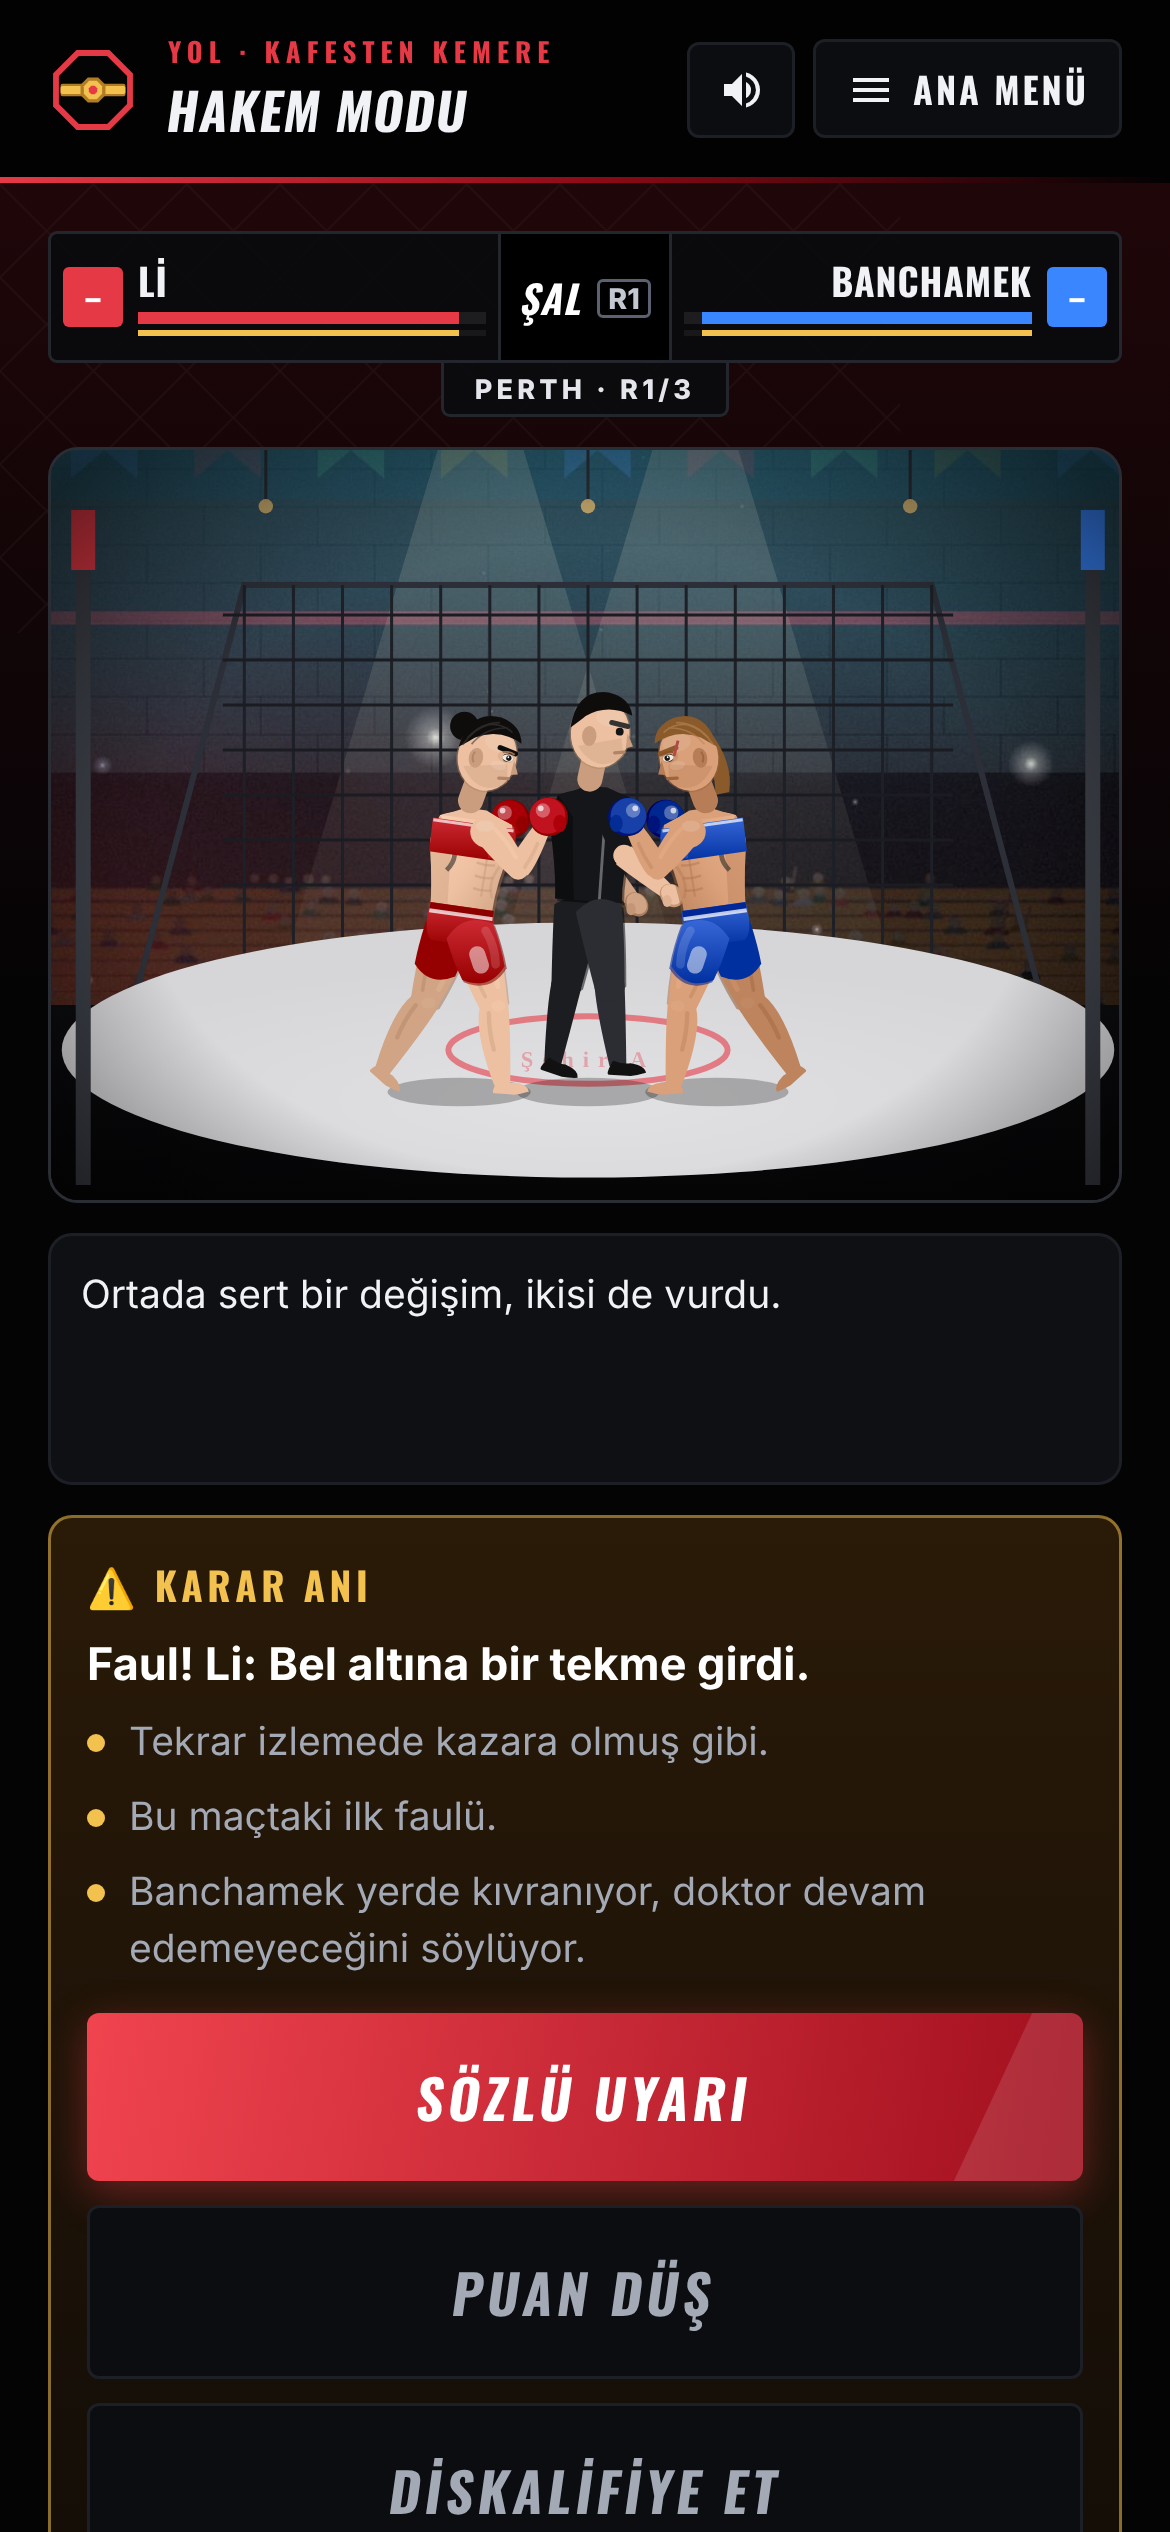 YOL · KAFESTEN KEMERE
HAKEM MODU
ANA MENÜ
–
Lİ
ŞAL R1
BANCHAMEK
–
PERTH · R1/3
Ortada sert bir değişim, ikisi de vurdu.
KARAR ANI
Faul! Li: Bel altına bir tekme girdi.
Tekrar izlemede kazara olmuş gibi.
Bu maçtaki ilk faulü.
Banchamek yerde kıvranıyor, doktor devam
edemeyeceğini söylüyor.
SÖZLÜ UYARI
PUAN DÜŞ
DİSKALİFİYE ET